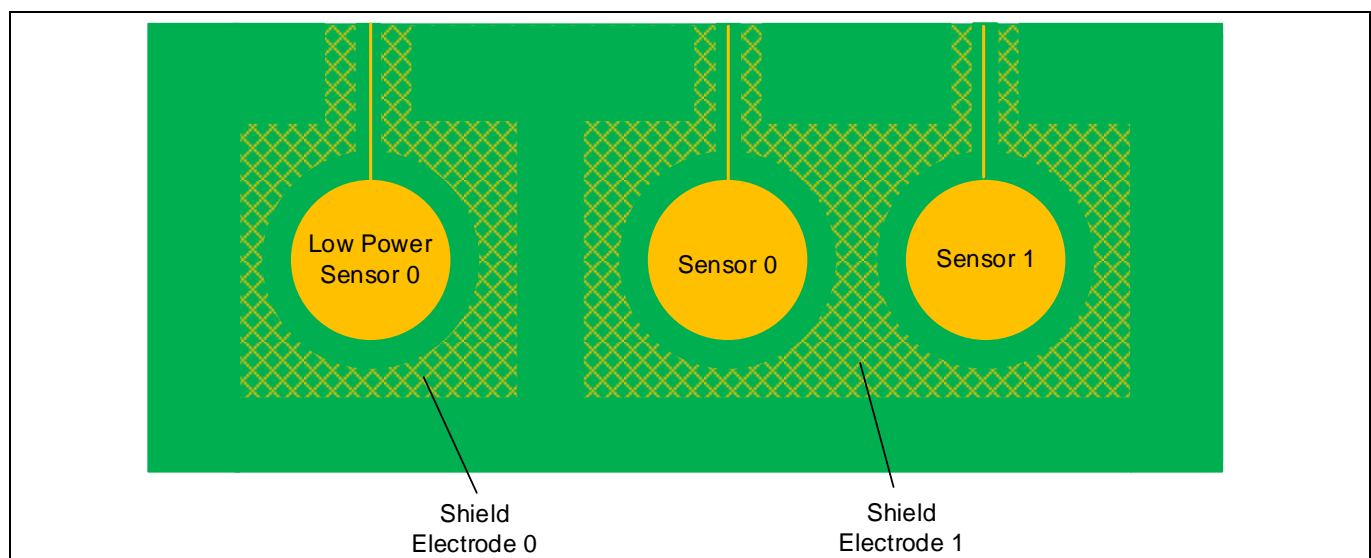 Low Power
Sensor 0
Sensor 0
Sensor 1
Shield
Electrode 0
Shield
Electrode 1